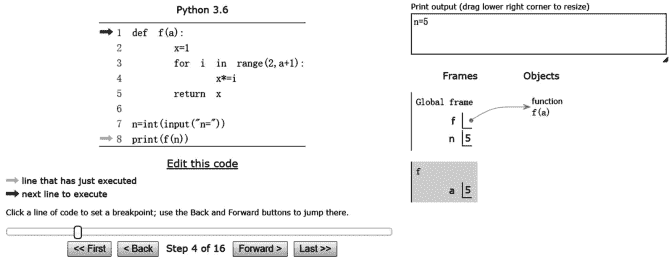 Python 3.6
1 def f(a):
2 x=1
3 for i in range(2,a+1):
4 x*=i
5 return x
6
7 n=int(input("n="))
8 print(f(n))
Edit this code
line that has just executed
next line to execute
Click a line of code to set a breakpoint; use the Back and Forward buttons to jump there.
<< First < Back Step 4 of 16 Forward > Last >>
Print output (drag lower right corner to resize)
n=5
Frames Objects
Global frame
f
n 5
function
f(a)
f
a 5